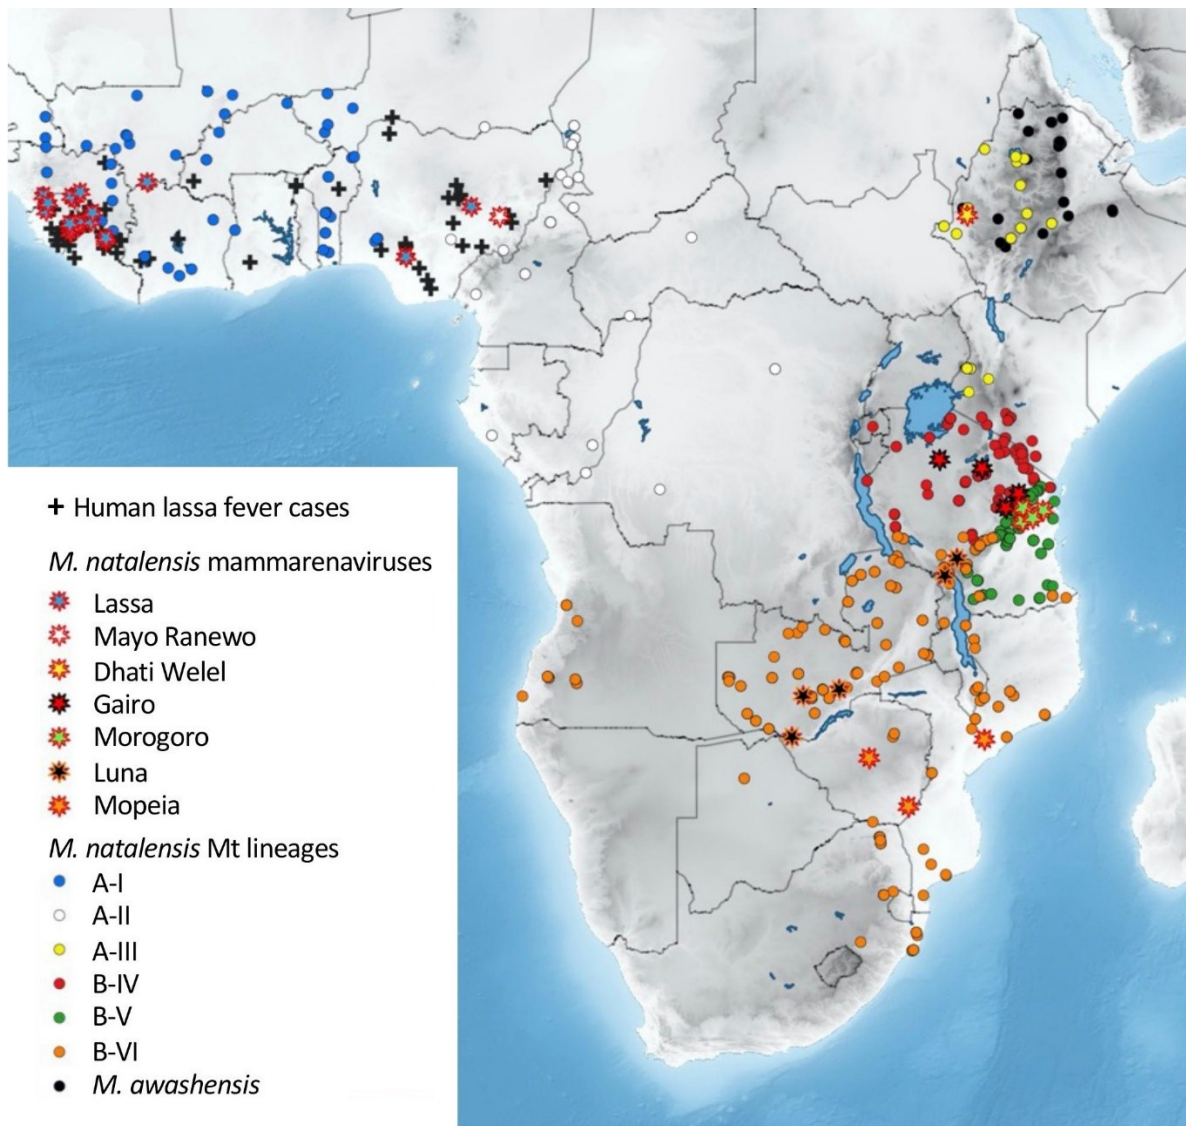 Human lassa fever cases
M. natalensis mammarenaviruses
Lassa
Mayo Ranewo
Dhati Welel
Gairo
Morogoro
Luna
Mopeia
M. natalensis Mt lineages
A-I
A-II
A-III
B-IV
B-V
B-VI
M. awashensis